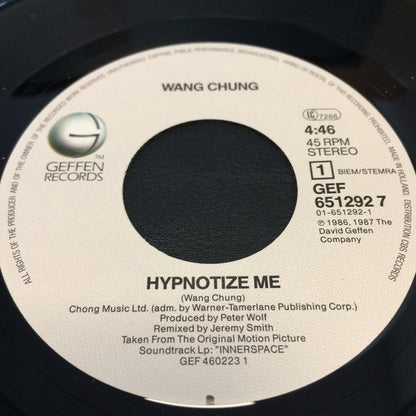 ALL RIGHTS OF THE PRODUCER AND OF THE OWNER OF THE RECORDED WORK RESERVED. UNAUTHORISED COPYING, PUBLIC PERFORMANCE, BROADCASTING, HIRING OR RENTAL OF THIS RECORD PROHIBITED. MADE IN HOLLAND. DISTRIBUTION CBS RECORDS
WANG CHUNG
G
TM
GEFFEN
RECORDS
LC 7266
4:46
45 RPM
STEREO
1 BIEM/STEMRA
GEF
651292 7
01-651292-1
℗ 1986, 1987 The
David Geffen
Company
HYPNOTIZE ME
(Wang Chung)
Chong Music Ltd. (adm. by Warner-Tamerlane Publishing Corp.)
Produced by Peter Wolf
Remixed by Jeremy Smith
Taken From The Original Motion Picture
Soundtrack Lp: "INNERSPACE"
GEF 460223 1